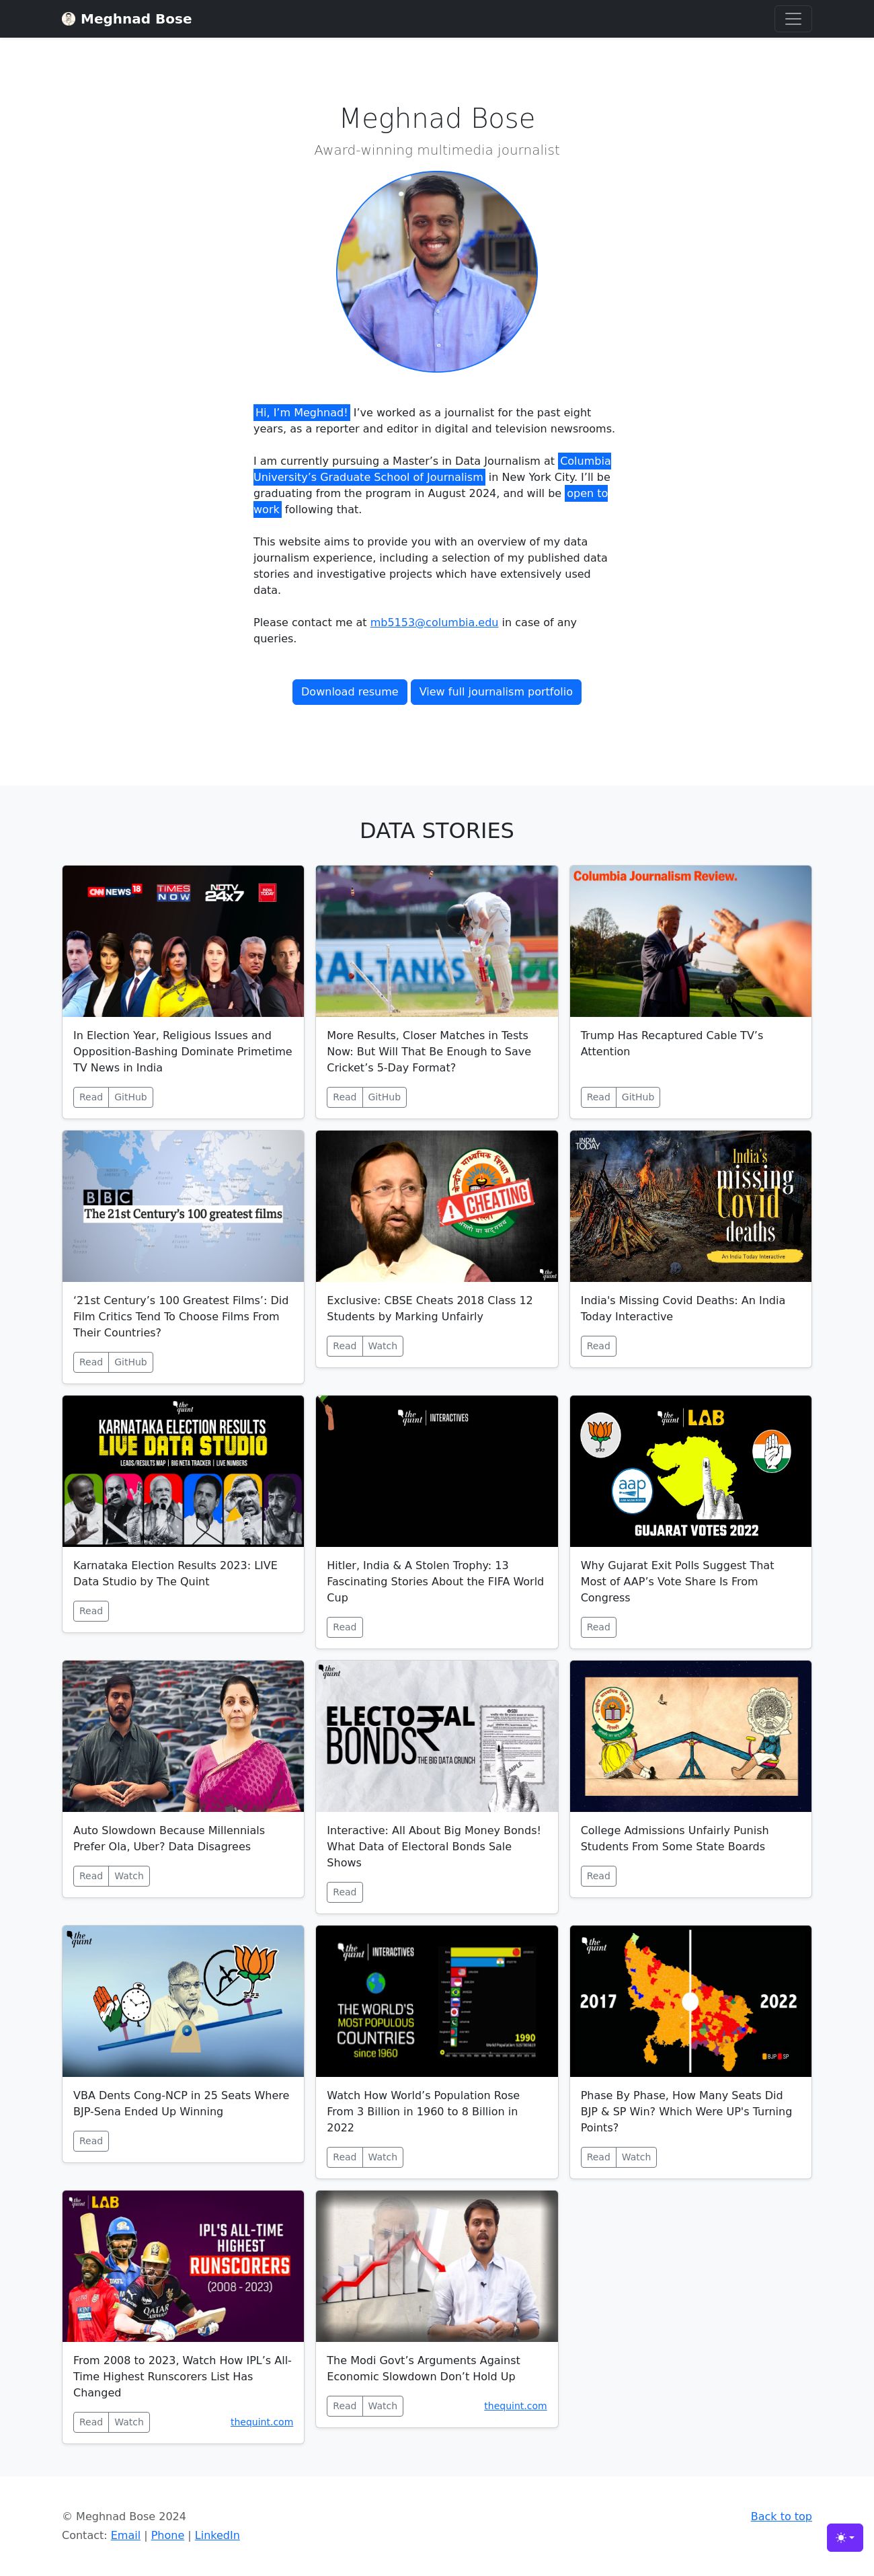 Meghnad Bose
Meghnad Bose
Award-winning multimedia journalist
Hi, I’m Meghnad! I’ve worked as a journalist for the past eight
years, as a reporter and editor in digital and television newsrooms.
I am currently pursuing a Master’s in Data Journalism at Columbia
University’s Graduate School of Journalism in New York City. I’ll be
graduating from the program in August 2024, and will be open to
work following that.
This website aims to provide you with an overview of my data
journalism experience, including a selection of my published data
stories and investigative projects which have extensively used
data.
Please contact me at mb5153@columbia.edu in case of any
queries.
Download resume View full journalism portfolio
DATA STORIES
CNN NEWS 18 TIMES NOW NDTV 24x7 INDIA TODAY
In Election Year, Religious Issues and
Opposition-Bashing Dominate Primetime
TV News in India
Read GitHub
RAL TANKS
More Results, Closer Matches in Tests
Now: But Will That Be Enough to Save
Cricket’s 5-Day Format?
Read GitHub
Columbia Journalism Review.
Trump Has Recaptured Cable TV’s
Attention
Read GitHub
BBC
The 21st Century’s 100 greatest films
‘21st Century’s 100 Greatest Films’: Did
Film Critics Tend To Choose Films From
Their Countries?
Read GitHub
CHEATING
the quint
Exclusive: CBSE Cheats 2018 Class 12
Students by Marking Unfairly
Read Watch
INDIA TODAY
India's
missing
Covid
deaths
An India Today Interactive
India's Missing Covid Deaths: An India
Today Interactive
Read
the quint
KARNATAKA ELECTION RESULTS
LIVE DATA STUDIO
LEADS/RESULTS MAP | BIG NETA TRACKER | LIVE NUMBERS
Karnataka Election Results 2023: LIVE
Data Studio by The Quint
Read
the quint INTERACTIVES
Hitler, India & A Stolen Trophy: 13
Fascinating Stories About the FIFA World
Cup
Read
the quint LAB
aap
GUJARAT VOTES 2022
Why Gujarat Exit Polls Suggest That
Most of AAP’s Vote Share Is From
Congress
Read
Auto Slowdown Because Millennials
Prefer Ola, Uber? Data Disagrees
Read Watch
the quint
ELECTO₹AL
BONDS
THE BIG DATA CRUNCH
Interactive: All About Big Money Bonds!
What Data of Electoral Bonds Sale
Shows
Read
College Admissions Unfairly Punish
Students From Some State Boards
Read
the quint
VBA Dents Cong-NCP in 25 Seats Where
BJP-Sena Ended Up Winning
Read
the quint INTERACTIVES
THE WORLD'S
MOST POPULOUS
COUNTRIES
since 1960
1990
Watch How World’s Population Rose
From 3 Billion in 1960 to 8 Billion in
2022
Read Watch
the quint
2017 2022
BJP SP
Phase By Phase, How Many Seats Did
BJP & SP Win? Which Were UP's Turning
Points?
Read Watch
the quint LAB
IPL'S ALL-TIME
HIGHEST
RUNSCORERS
(2008 - 2023)
QATAR
From 2008 to 2023, Watch How IPL’s All-
Time Highest Runscorers List Has
Changed
Read Watch thequint.com
The Modi Govt’s Arguments Against
Economic Slowdown Don’t Hold Up
Read Watch thequint.com
© Meghnad Bose 2024
Back to top
Contact: Email | Phone | LinkedIn